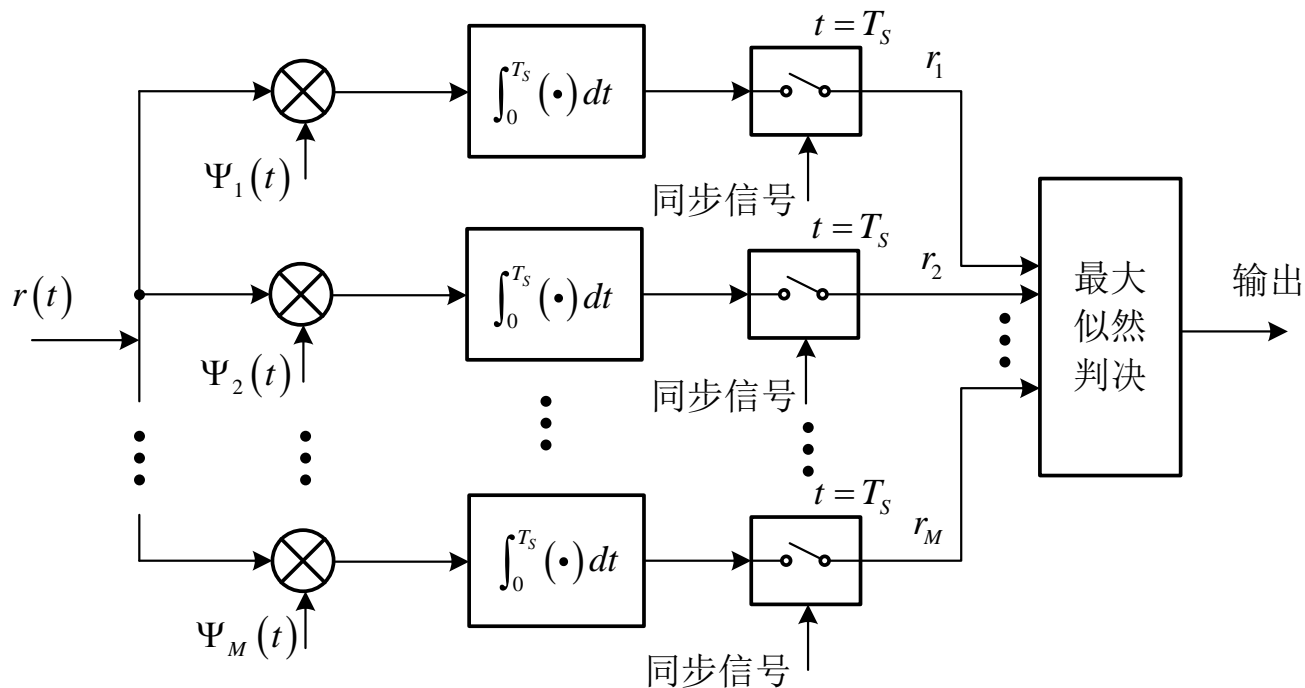 t = T_S
∫_0^{T_S} (•) dt
r_1
Ψ_1(t)
同步信号
t = T_S
r(t)
∫_0^{T_S} (•) dt
r_2
最大
似然
判决
输出
Ψ_2(t)
同步信号
t = T_S
∫_0^{T_S} (•) dt
r_M
Ψ_M(t)
同步信号